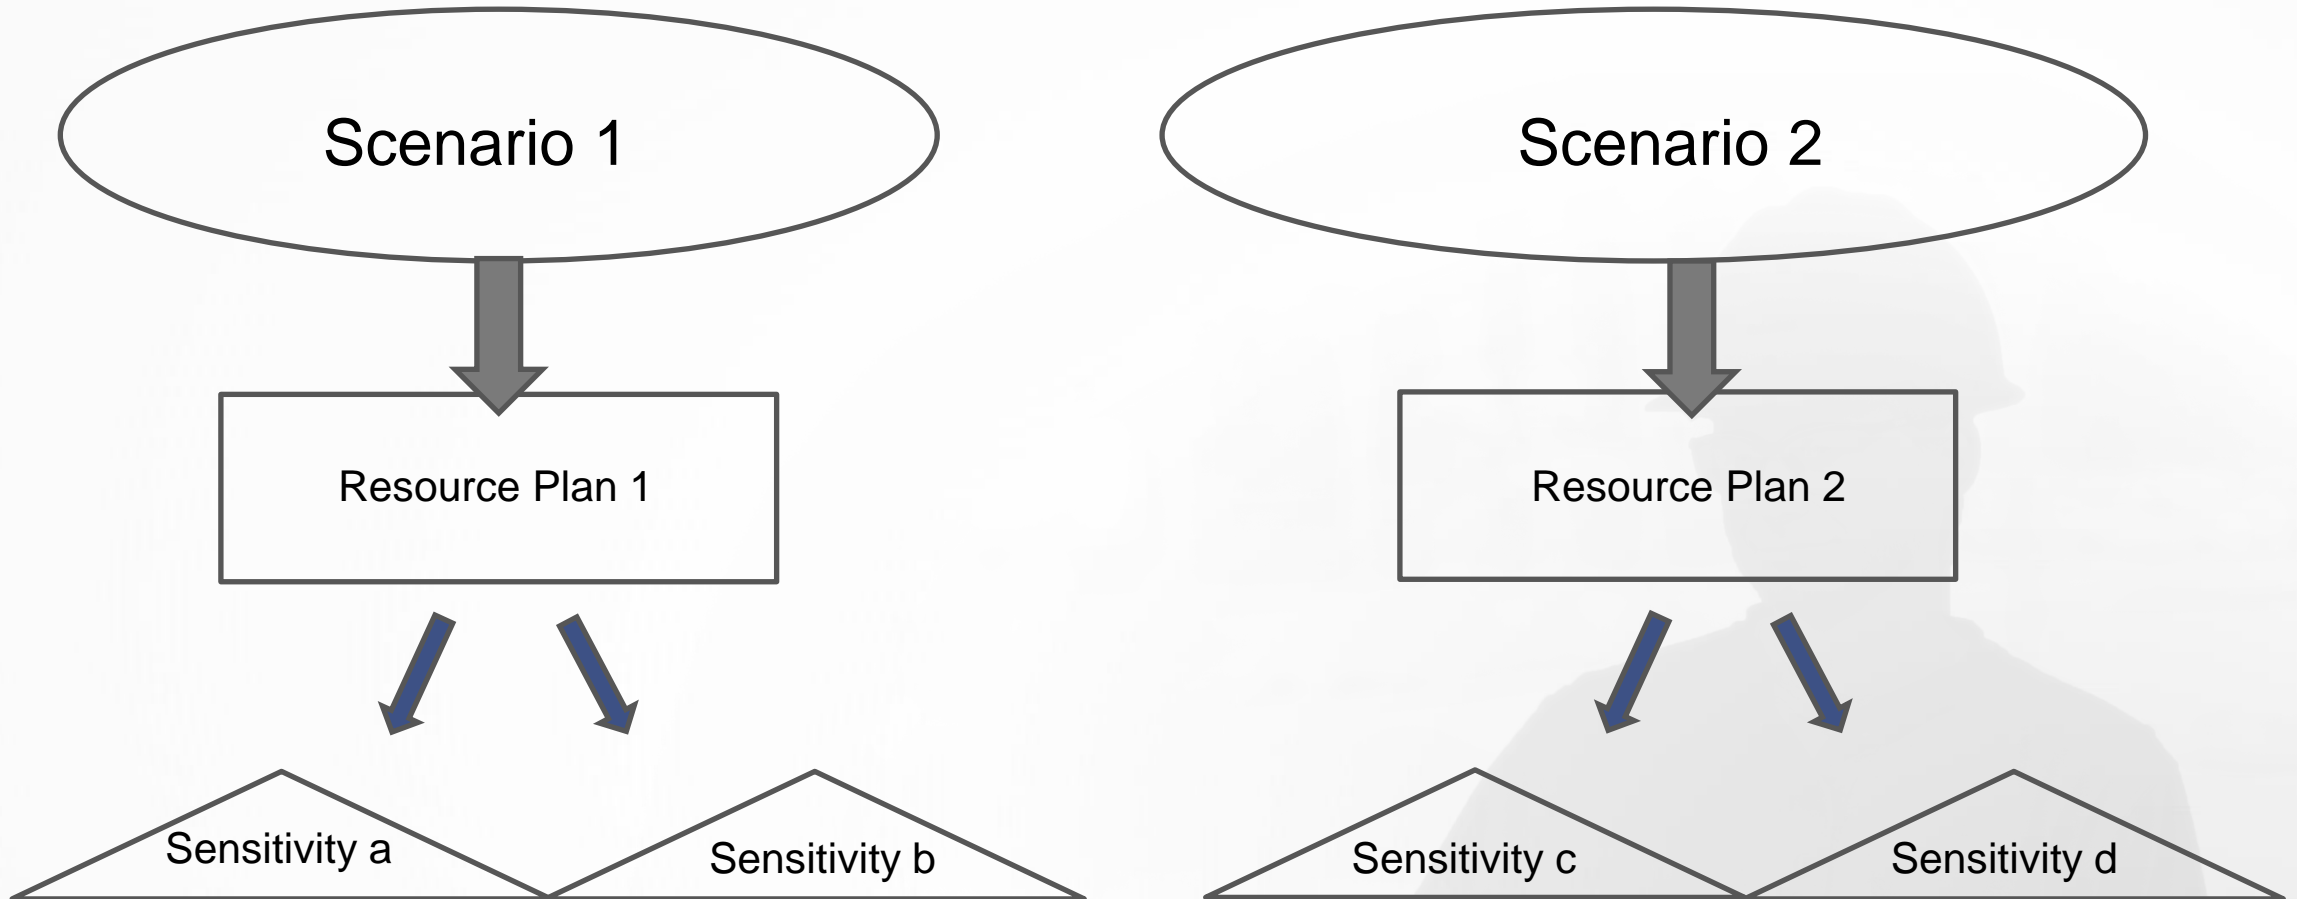 Scenario 1
Scenario 2
Resource Plan 1
Resource Plan 2
Sensitivity a
Sensitivity b
Sensitivity c
Sensitivity d